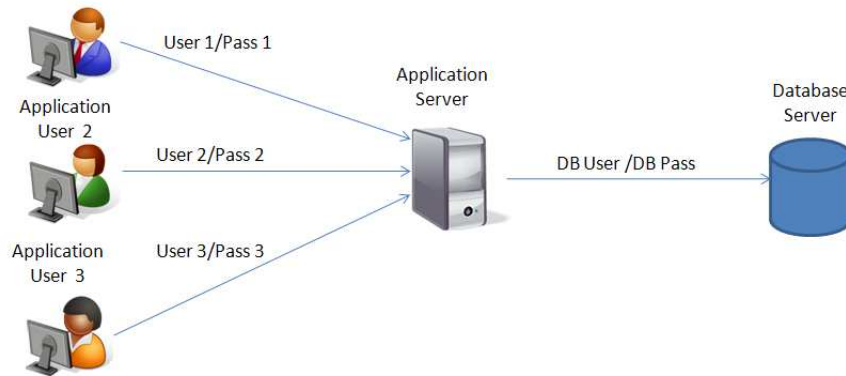 User 1/Pass 1
Application
Server
Database
Server
Application
User 2
User 2/Pass 2
DB User /DB Pass
Application
User 3
User 3/Pass 3